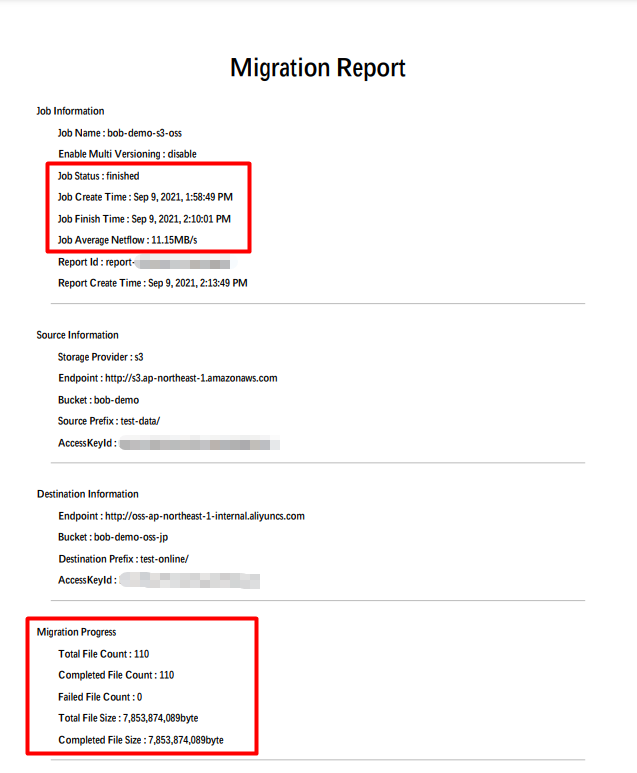 Migration Report
Job Information
Job Name : bob-demo-s3-oss
Enable Multi Versioning : disable
Job Status : finished
Job Create Time : Sep 9, 2021, 1:58:49 PM
Job Finish Time : Sep 9, 2021, 2:10:01 PM
Job Average Netflow : 11.15MB/s
Report Id : report-
Report Create Time : Sep 9, 2021, 2:13:49 PM
Source Information
Storage Provider : s3
Endpoint : http://s3.ap-northeast-1.amazonaws.com
Bucket : bob-demo
Source Prefix : test-data/
AccessKeyId :
Destination Information
Endpoint : http://oss-ap-northeast-1-internal.aliyuncs.com
Bucket : bob-demo-oss-jp
Destination Prefix : test-online/
AccessKeyId :
Migration Progress
Total File Count : 110
Completed File Count : 110
Failed File Count : 0
Total File Size : 7,853,874,089byte
Completed File Size : 7,853,874,089byte